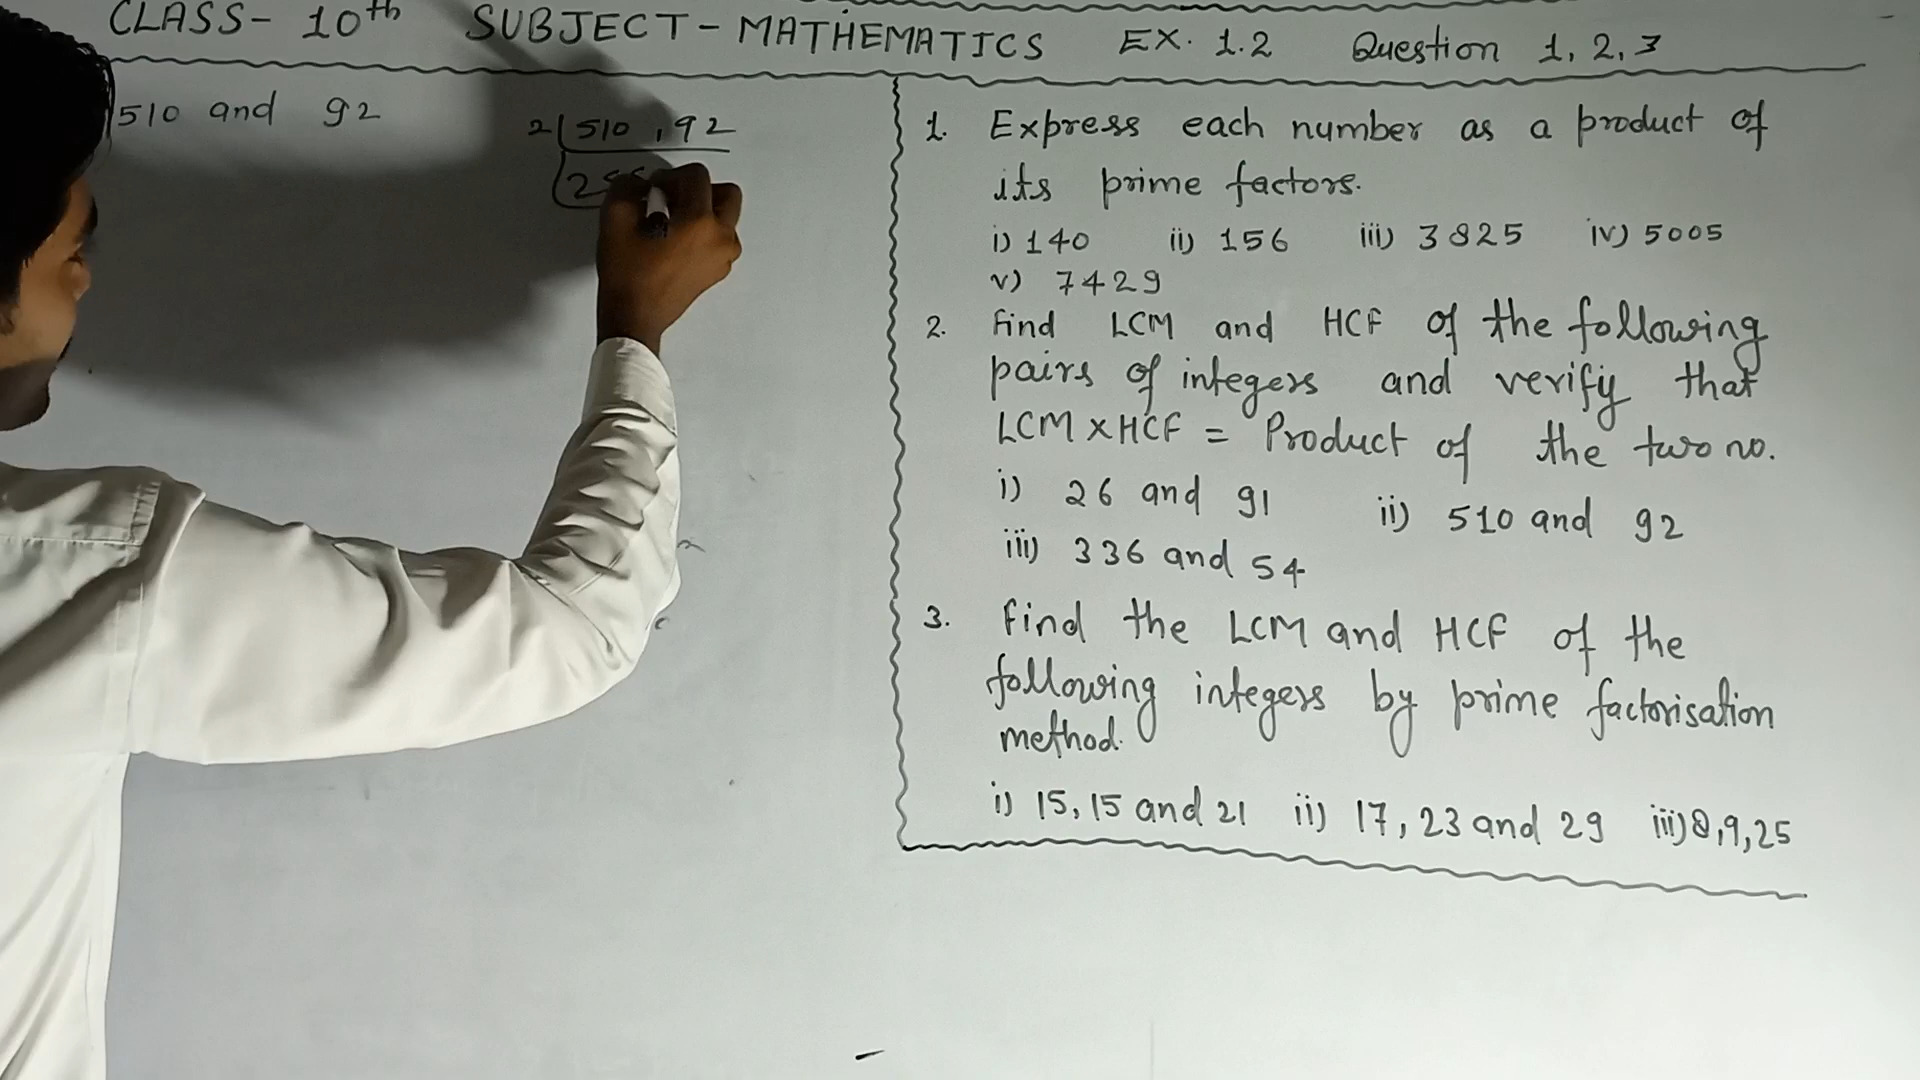 CLASS- 10th SUBJECT - MATHEMATICS EX. 1.2 Question 1, 2, 3
510 and 92
2 510 , 92
1. Express each number as a product of
its prime factors.
i) 140 ii) 156 iii) 3825 iv) 5005
v) 7429
2. Find LCM and HCF of the following
pairs of integers and verify that
LCM x HCF = Product of the two no.
i) 26 and 91 ii) 510 and 92
iii) 336 and 54
3. Find the LCM and HCF of the
following integers by prime factorisation
method.
i) 15, 15 and 21 ii) 17, 23 and 29 iii) 8, 9, 25